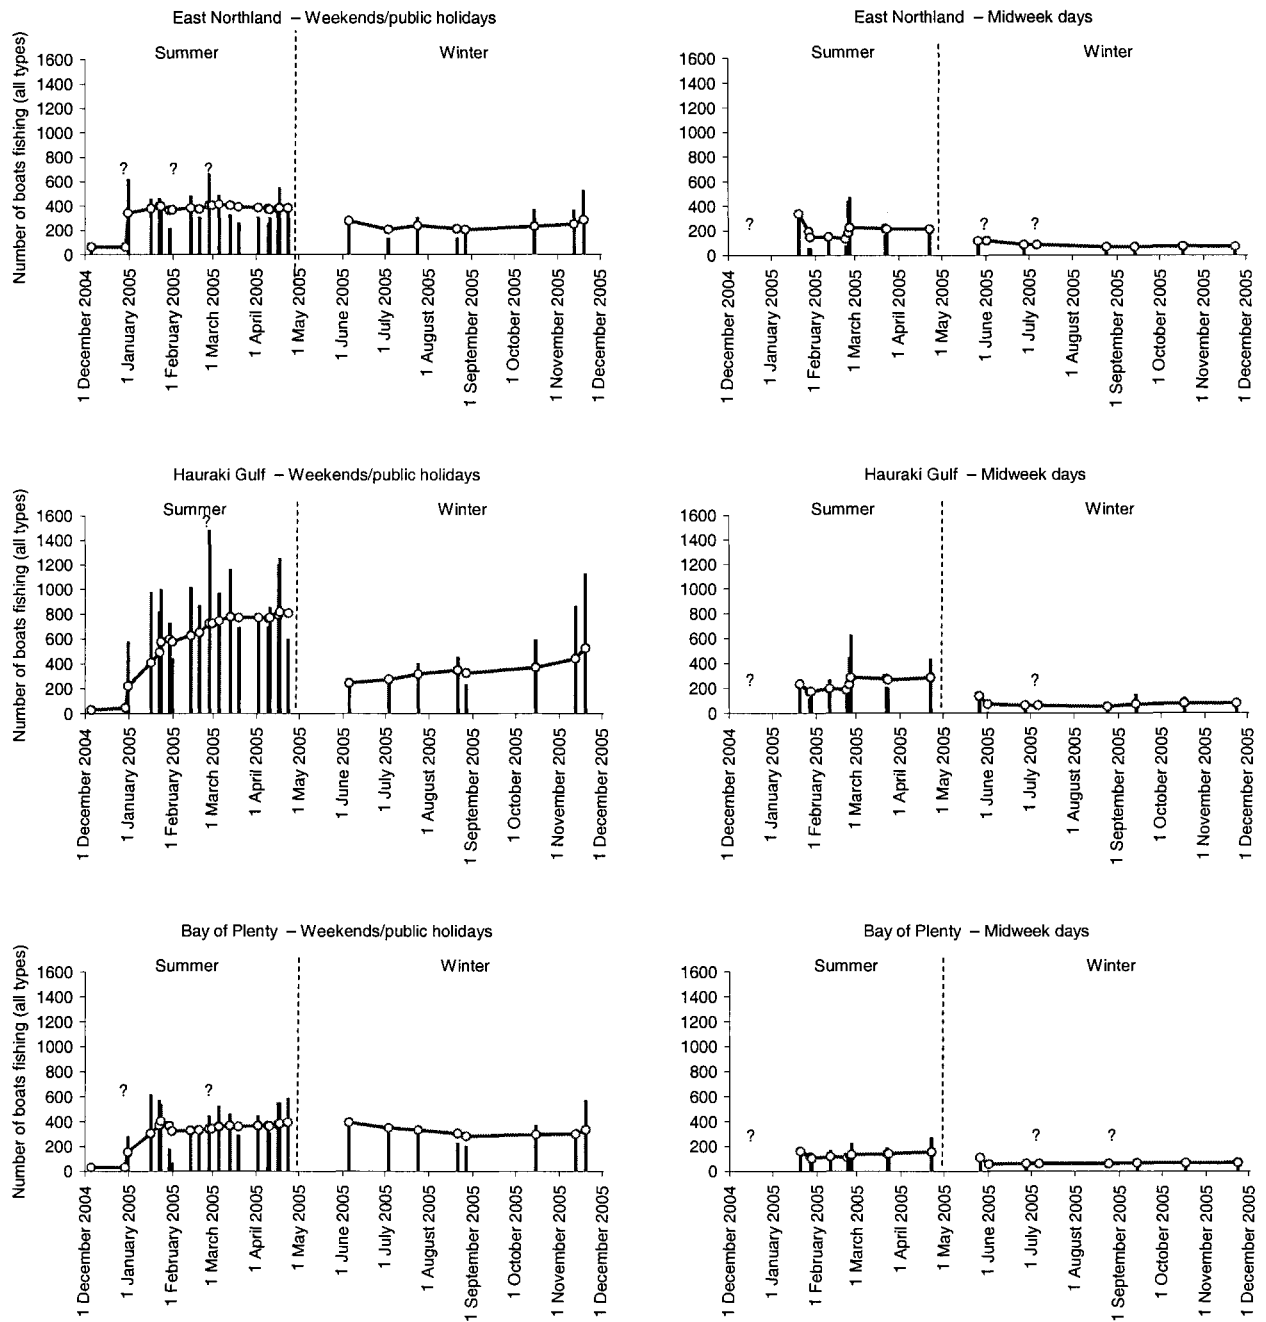 East Northland – Weekends/public holidays
Summer
Winter
Number of boats fishing (all types)
1600
1400
1200
1000
800
600
400
200
0
? ? ?
1 December 2004
1 January 2005
1 February 2005
1 March 2005
1 April 2005
1 May 2005
1 June 2005
1 July 2005
1 August 2005
1 September 2005
1 October 2005
1 November 2005
1 December 2005
East Northland – Midweek days
Summer
Winter
1600
1400
1200
1000
800
600
400
200
0
? ? ?
1 December 2004
1 January 2005
1 February 2005
1 March 2005
1 April 2005
1 May 2005
1 June 2005
1 July 2005
1 August 2005
1 September 2005
1 October 2005
1 November 2005
1 December 2005
Hauraki Gulf – Weekends/public holidays
Summer
Winter
Number of boats fishing (all types)
1600
1400
1200
1000
800
600
400
200
0
?
1 December 2004
1 January 2005
1 February 2005
1 March 2005
1 April 2005
1 May 2005
1 June 2005
1 July 2005
1 August 2005
1 September 2005
1 October 2005
1 November 2005
1 December 2005
Hauraki Gulf – Midweek days
Summer
Winter
1600
1400
1200
1000
800
600
400
200
0
? ?
1 December 2004
1 January 2005
1 February 2005
1 March 2005
1 April 2005
1 May 2005
1 June 2005
1 July 2005
1 August 2005
1 September 2005
1 October 2005
1 November 2005
1 December 2005
Bay of Plenty – Weekends/public holidays
Summer
Winter
Number of boats fishing (all types)
1600
1400
1200
1000
800
600
400
200
0
? ?
1 December 2004
1 January 2005
1 February 2005
1 March 2005
1 April 2005
1 May 2005
1 June 2005
1 July 2005
1 August 2005
1 September 2005
1 October 2005
1 November 2005
1 December 2005
Bay of Plenty – Midweek days
Summer
Winter
1600
1400
1200
1000
800
600
400
200
0
? ? ?
1 December 2004
1 January 2005
1 February 2005
1 March 2005
1 April 2005
1 May 2005
1 June 2005
1 July 2005
1 August 2005
1 September 2005
1 October 2005
1 November 2005
1 December 2005